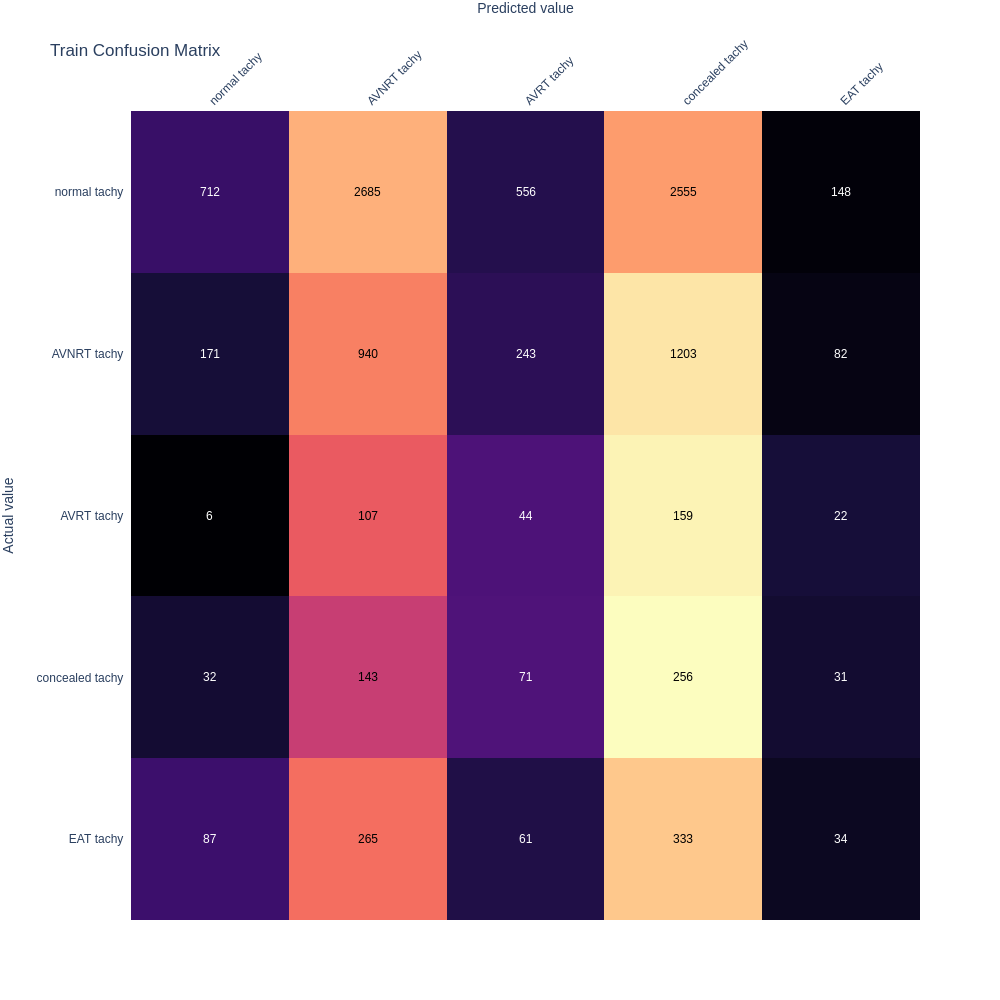 Predicted value
Train Confusion Matrix
normal tachy
AVNRT tachy
AVRT tachy
concealed tachy
EAT tachy
normal tachy 712 2685 556 2555 148
AVNRT tachy 171 940 243 1203 82
AVRT tachy 6 107 44 159 22
concealed tachy 32 143 71 256 31
EAT tachy 87 265 61 333 34
Actual value